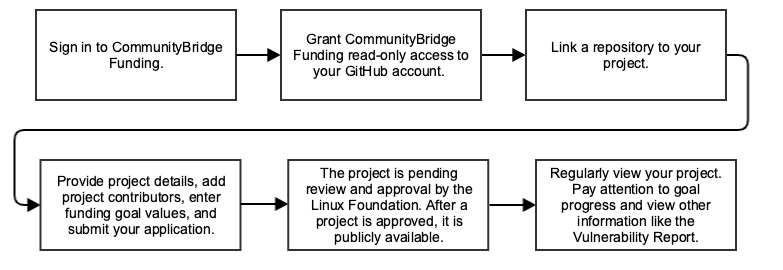 Sign in to CommunityBridge
Funding.
Grant CommunityBridge
Funding read-only access to
your GitHub account.
Link a repository to your
project.
Provide project details, add
project contributors, enter
funding goal values, and
submit your application.
The project is pending
review and approval by the
Linux Foundation. After a
project is approved, it is
publicly available.
Regularly view your project.
Pay attention to goal
progress and view other
information like the
Vulnerability Report.